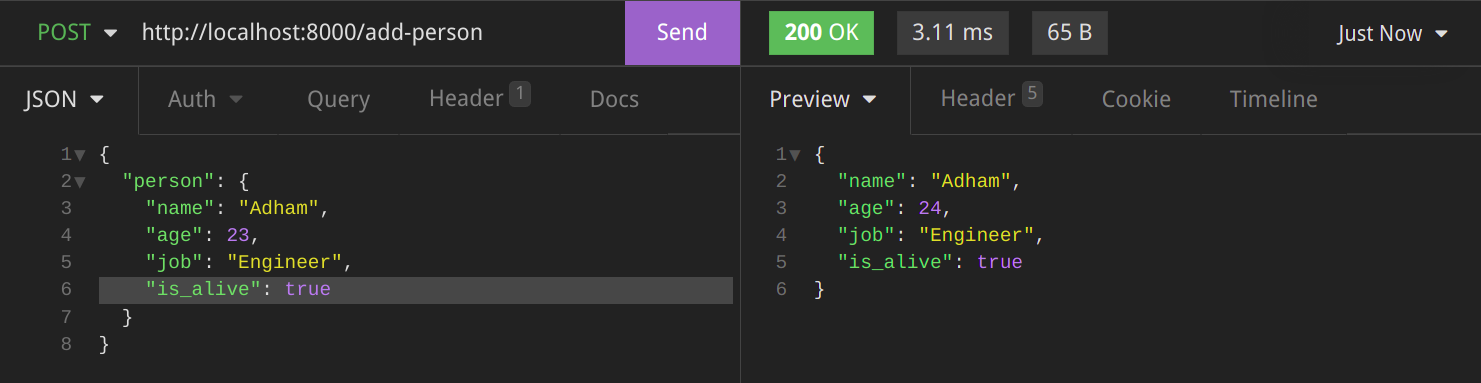 POST http://localhost:8000/add-person Send 200 OK 3.11 ms 65 B Just Now
JSON Auth Query Header 1 Docs Preview Header 5 Cookie Timeline
1 {
2 "person": {
3 "name": "Adham",
4 "age": 23,
5 "job": "Engineer",
6 "is_alive": true
7 }
8 }
1 {
2 "name": "Adham",
3 "age": 24,
4 "job": "Engineer",
5 "is_alive": true
6 }